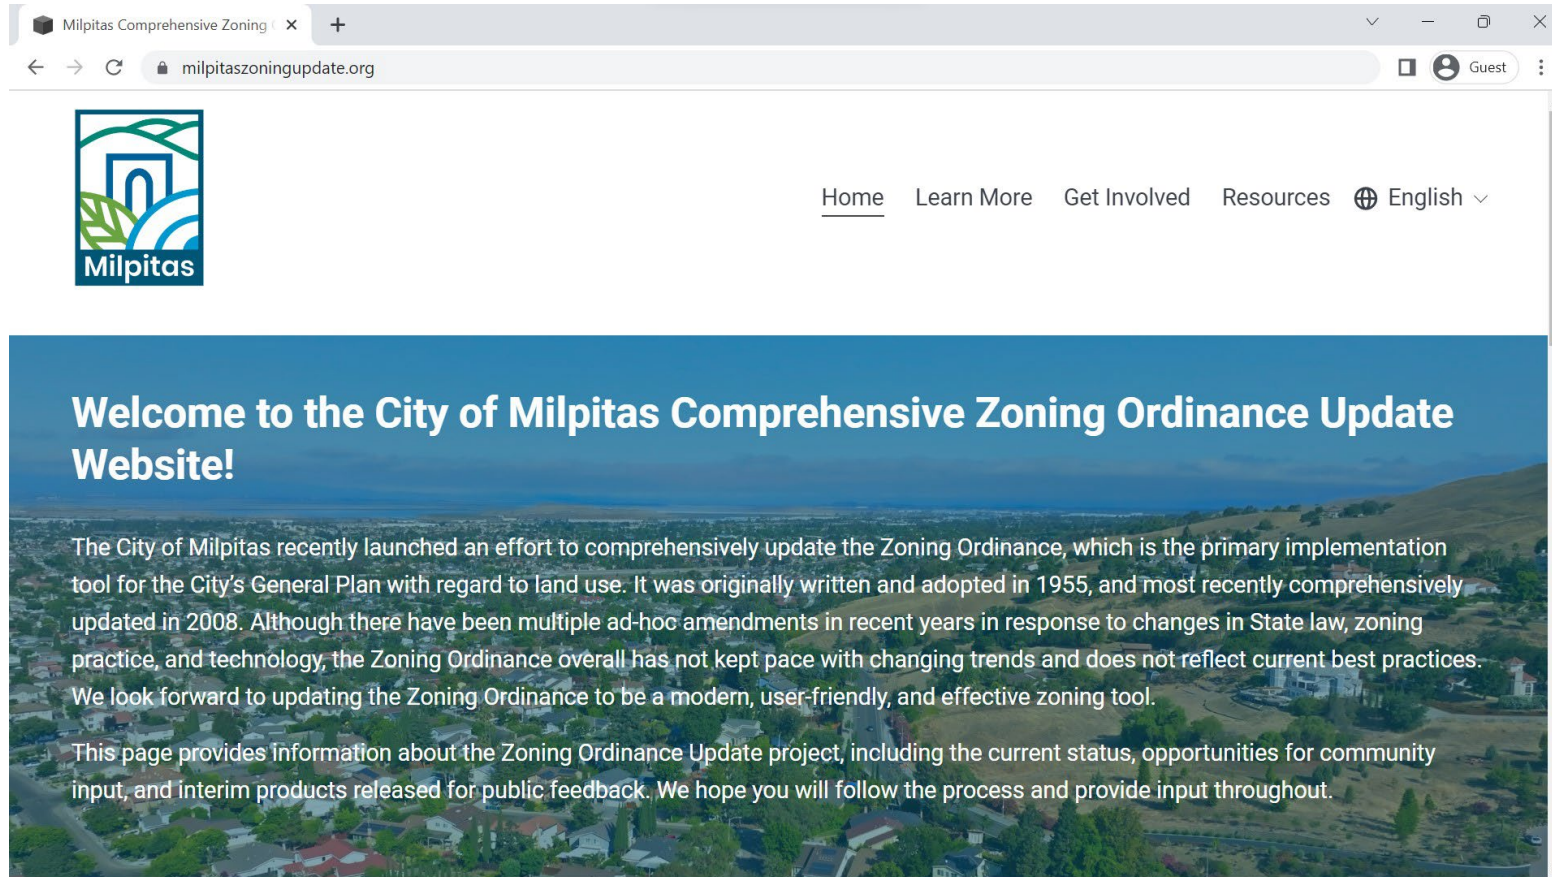 Milpitas Comprehensive Zoning
milpitaszoningupdate.org
Guest
Milpitas
Home Learn More Get Involved Resources English
Welcome to the City of Milpitas Comprehensive Zoning Ordinance Update
Website!
The City of Milpitas recently launched an effort to comprehensively update the Zoning Ordinance, which is the primary implementation
tool for the City’s General Plan with regard to land use. It was originally written and adopted in 1955, and most recently comprehensively
updated in 2008. Although there have been multiple ad-hoc amendments in recent years in response to changes in State law, zoning
practice, and technology, the Zoning Ordinance overall has not kept pace with changing trends and does not reflect current best practices.
We look forward to updating the Zoning Ordinance to be a modern, user-friendly, and effective zoning tool.
This page provides information about the Zoning Ordinance Update project, including the current status, opportunities for community
input, and interim products released for public feedback. We hope you will follow the process and provide input throughout.